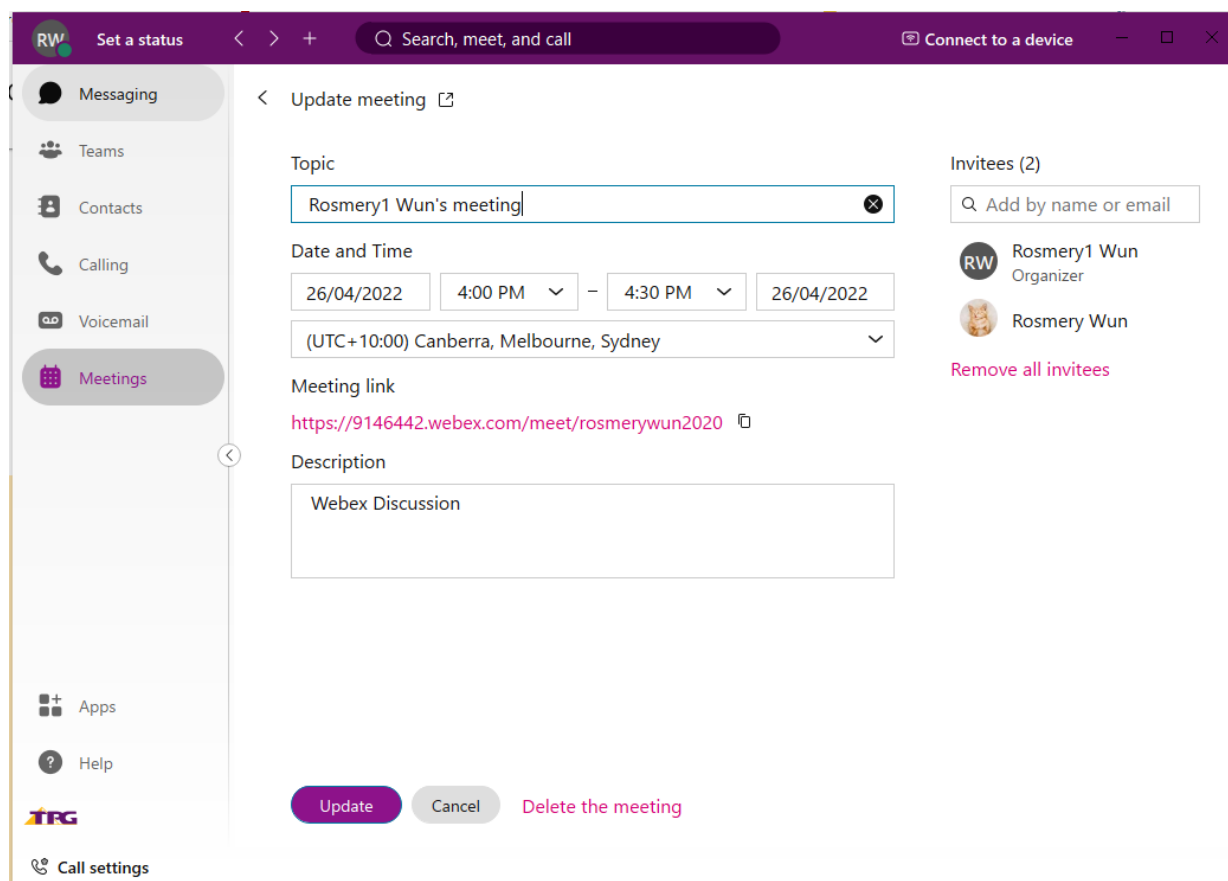 RW Set a status Search, meet, and call Connect to a device
Messaging
Teams
Contacts
Calling
Voicemail
Meetings
Apps
Help
TPG
Call settings
Update meeting
Topic
Rosmery1 Wun's meeting
Date and Time
26/04/2022 4:00 PM – 4:30 PM 26/04/2022
(UTC+10:00) Canberra, Melbourne, Sydney
Meeting link
https://9146442.webex.com/meet/rosmerywun2020
Description
Webex Discussion
Update Cancel Delete the meeting
Invitees (2)
Add by name or email
RW Rosmery1 Wun
Organizer
Rosmery Wun
Remove all invitees